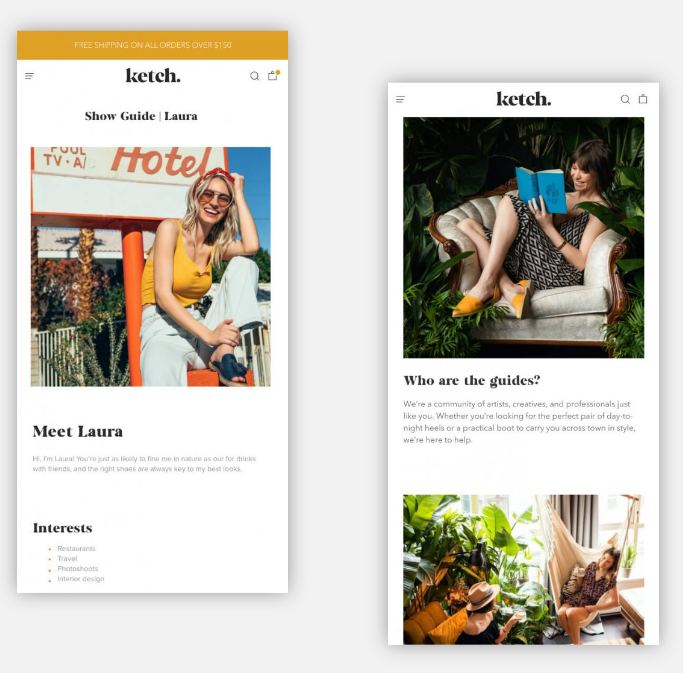 FREE SHIPPING ON ALL ORDERS OVER $150
ketch.
Show Guide | Laura
POOL
TV·A/
Hotel
Meet Laura
Hi, I'm Laura! You're just as likely to fine me in nature as our for drinks
with friends, and the right shoes are always key to my best looks.
Interests
Restaurants
Travel
Photoshoots
Interior design
ketch.
Who are the guides?
We're a community of artists, creatives, and professionals just
like you. Whether you're looking for the perfect pair of day-to-
night heels or a practical boot to carry you across town in style,
we're here to help.